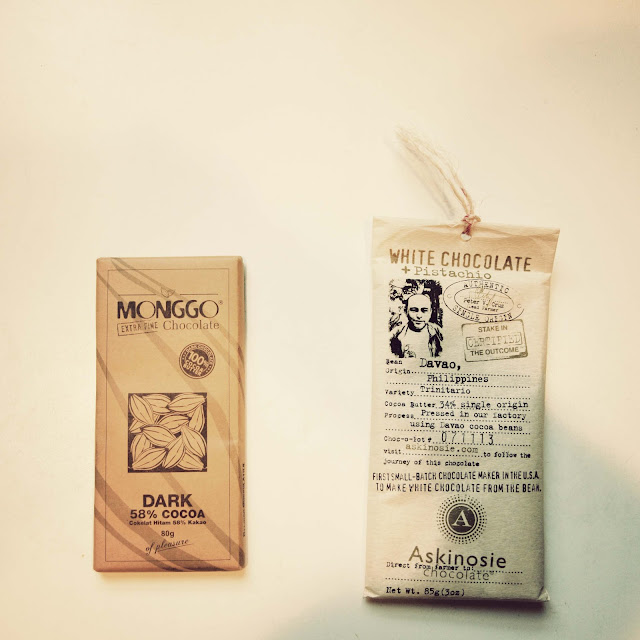 MONGGO®
EXTRA FINE Chocolate
100%
DARK
58% COCOA
Cokelat Hitam 58% Kakao
80g
of pleasure
WHITE CHOCOLATE
+ Pistachio
AUTHENTIC
SINGLE ORIGIN
STAKE IN
CERTIFIED
THE OUTCOME
Bean Origin Davao,
Philippines
Variety Trinitario
Cocoa Butter 34% single origin
Process Pressed in our factory
using Davao cocoa beans
Choc-o-lot # 071113
visit askinosie.com to follow the
journey of this chocolate
FIRST SMALL-BATCH CHOCOLATE MAKER IN THE U.S.A.
TO MAKE WHITE CHOCOLATE FROM THE BEAN.
A
Askinosie
Direct from farmer to:
chocolate®
Net Wt. 85g (3oz)